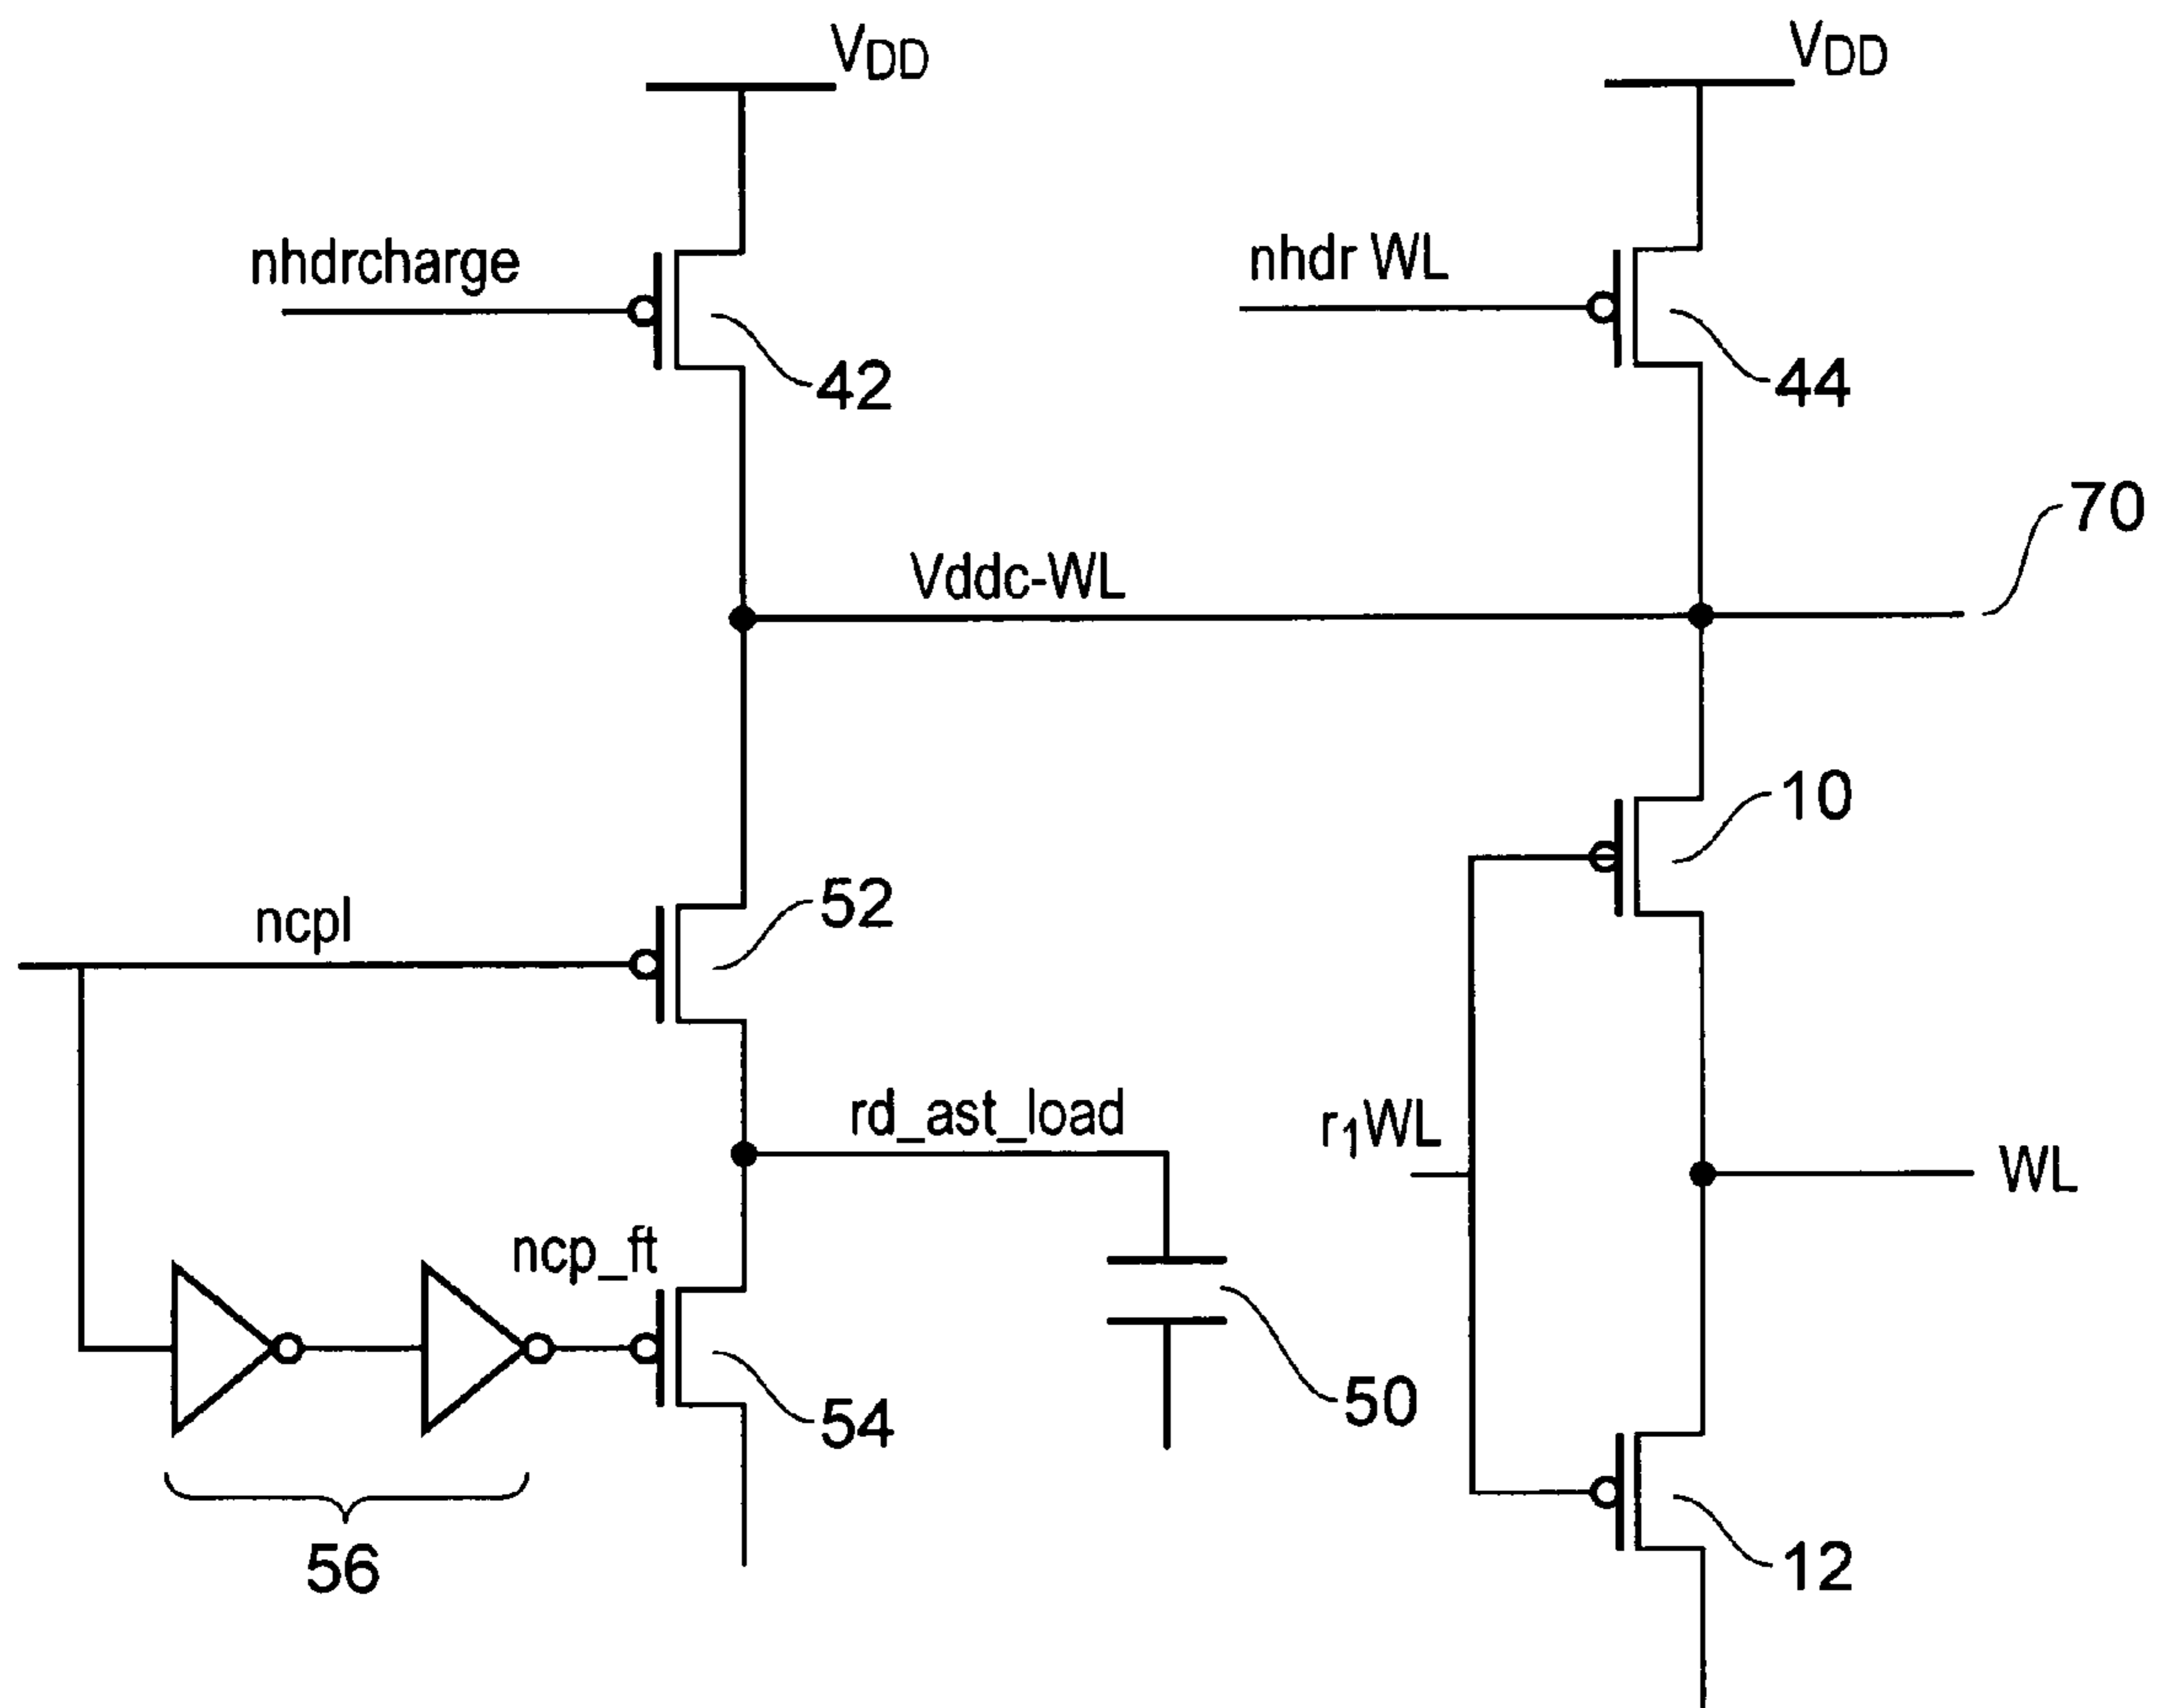 VDD
VDD
nhdrcharge
nhdr WL
42
44
70
Vddc-WL
10
52
ncpl
rd_ast_load
r1WL
WL
ncp_ft
50
54
56
12